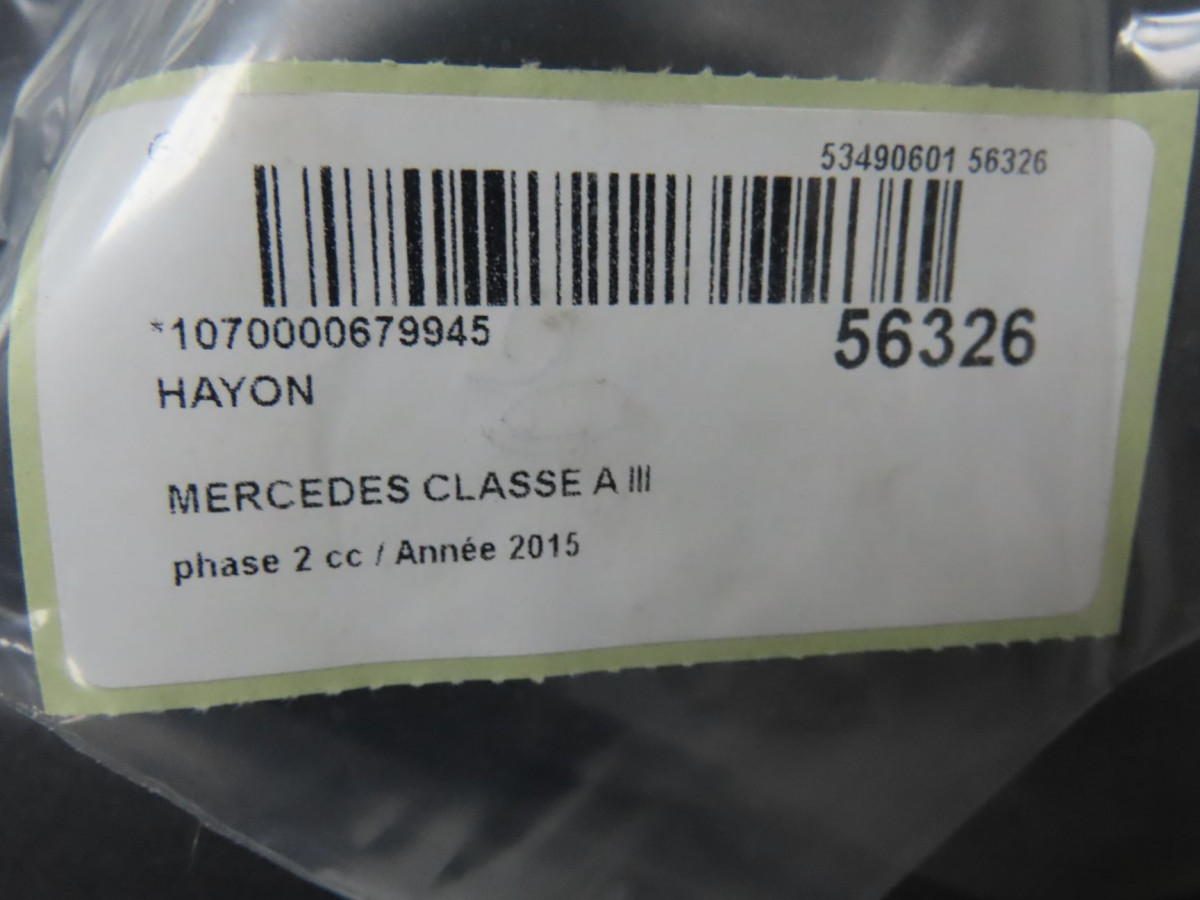 53490601 56326
*1070000679945
56326
HAYON
MERCEDES CLASSE A III
phase 2 cc / Année 2015